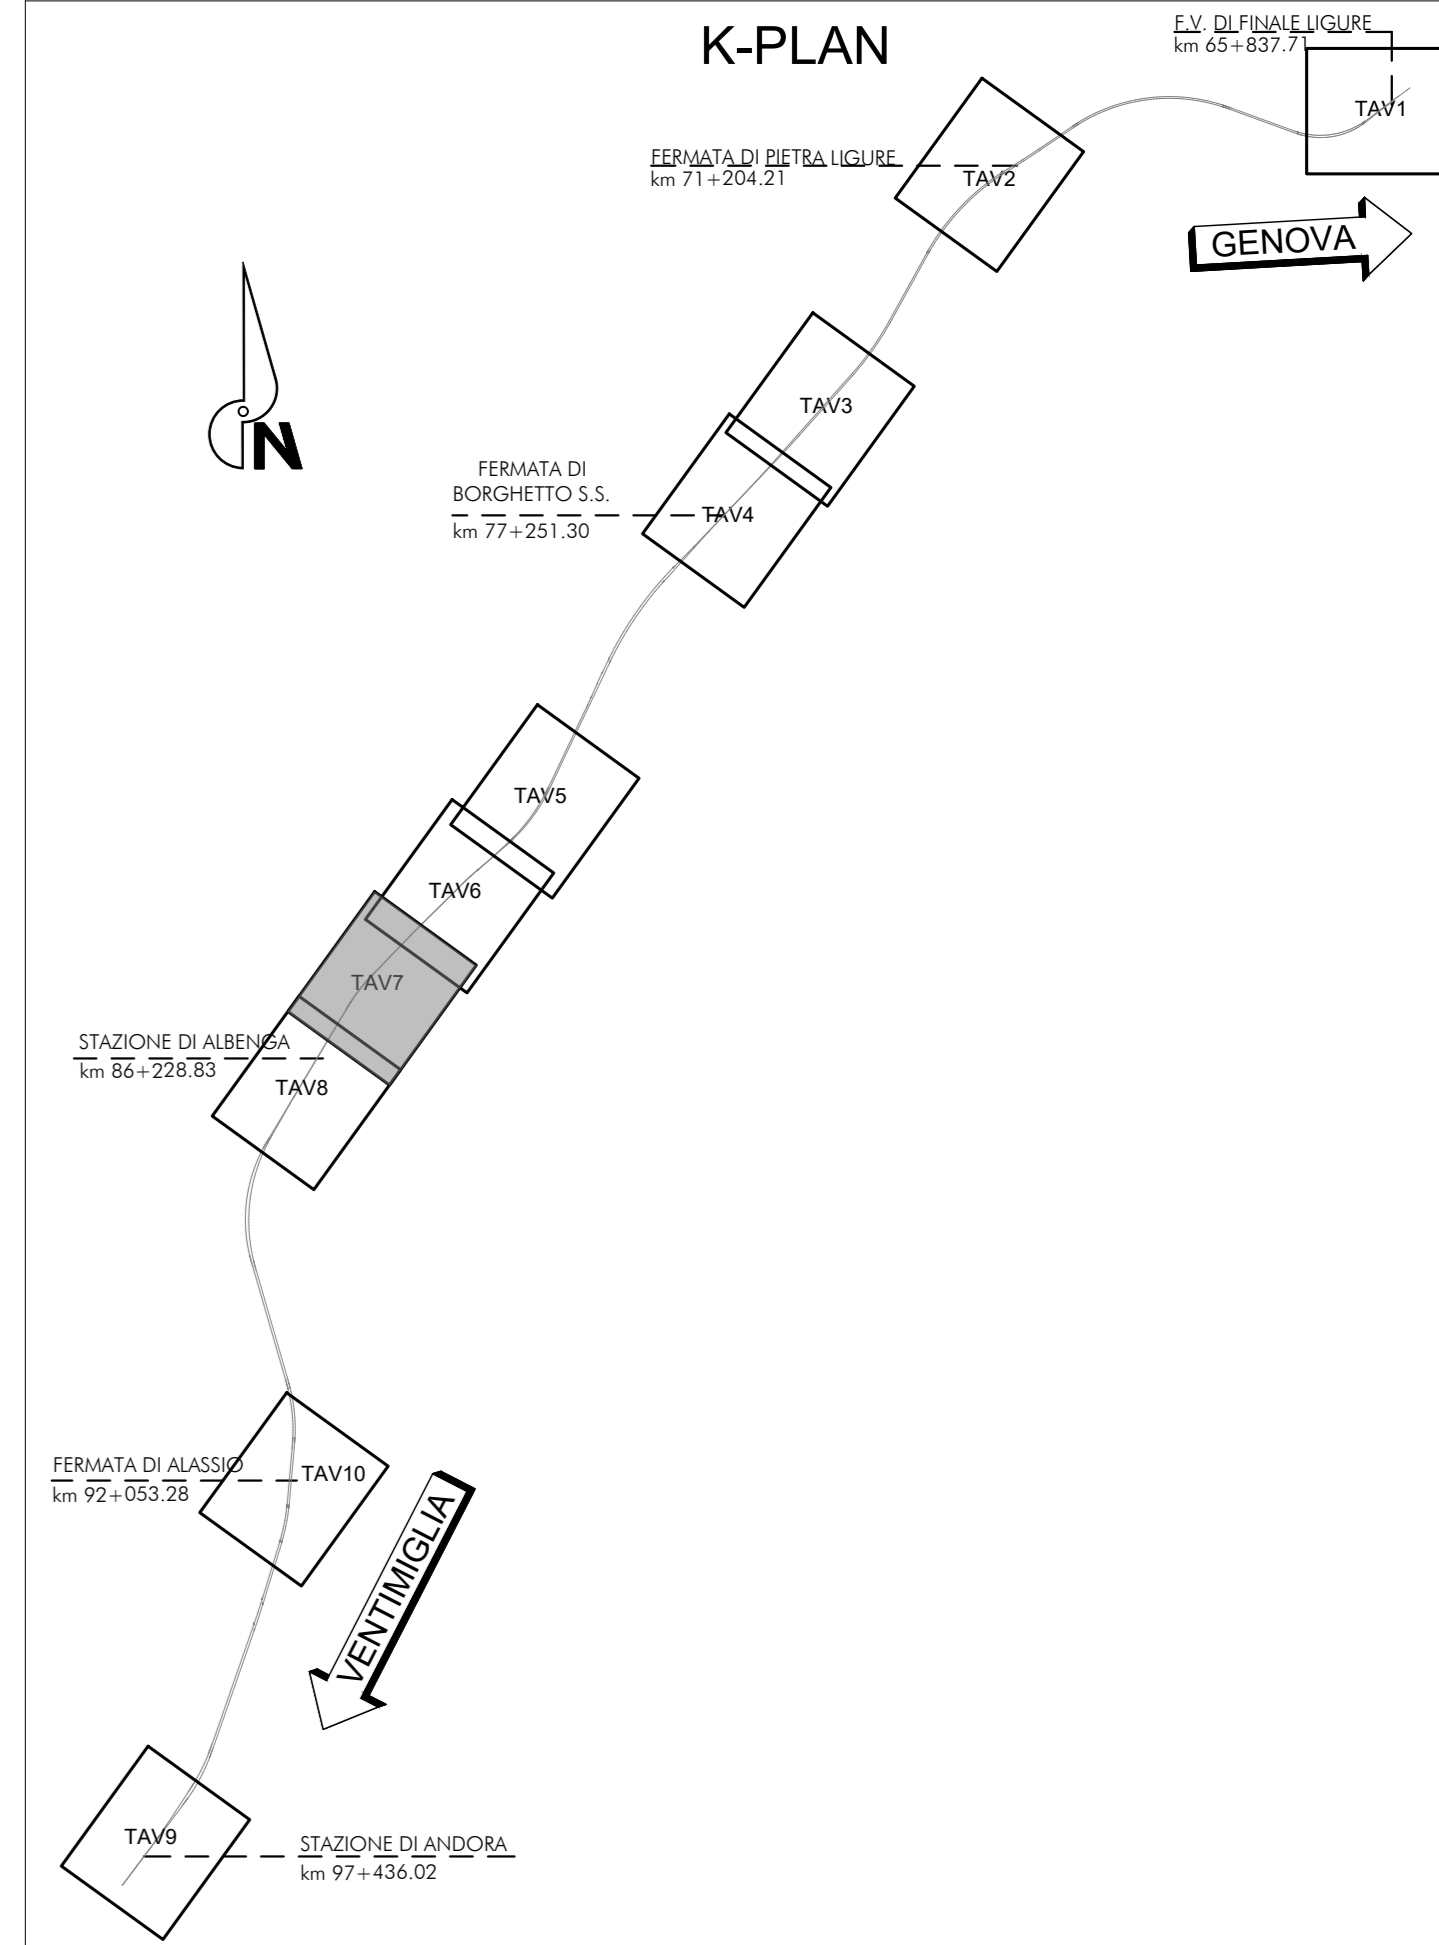 K-PLAN
F.V. DI FINALE LIGURE
km 65+837.71
TAV1
FERMATA DI PIETRA LIGURE
km 71+204.21
TAV2
GENOVA
N
TAV3
FERMATA DI
BORGHETTO S.S.
km 77+251.30
TAV4
TAV5
TAV6
TAV7
STAZIONE DI ALBENGA
km 86+228.83
TAV8
FERMATA DI ALASSIO
km 92+053.28
TAV10
VENTIMIGLIA
TAV9
STAZIONE DI ANDORA
km 97+436.02